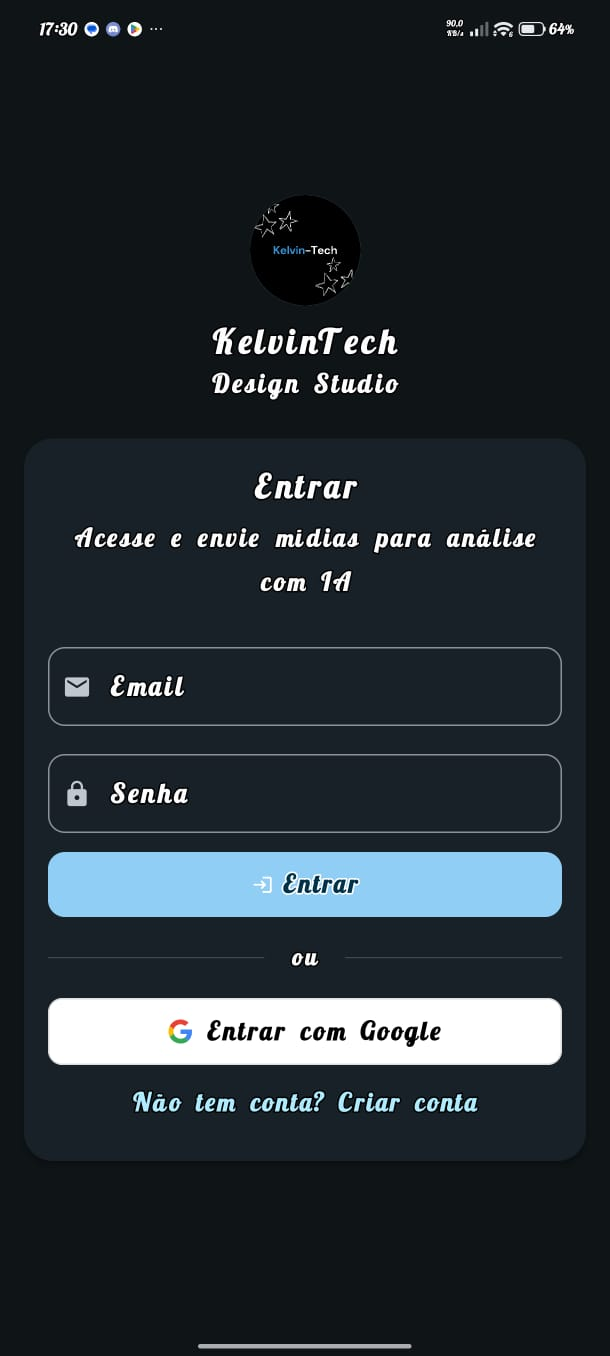 17:30 ...
90.0 KB/s 6 64%
Kelvin-Tech
KelvinTech
Design Studio
Entrar
Acesse e envie mídias para análise
com IA
Email
Senha
Entrar
ou
Entrar com Google
Não tem conta? Criar conta